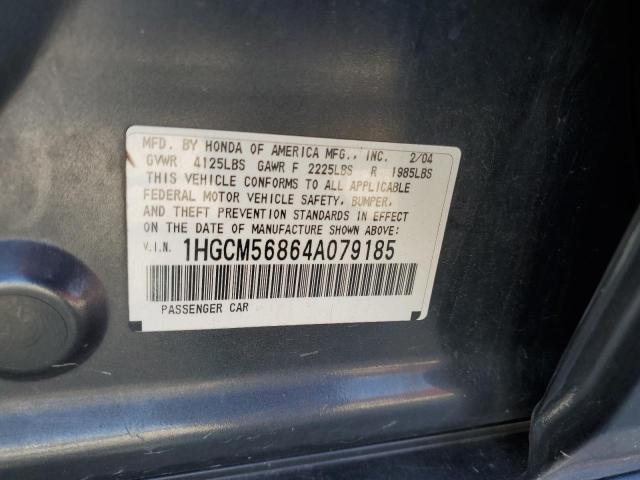 MFD. BY HONDA OF AMERICA MFG., INC. 2/04
GVWR 4125LBS GAWR F 2225LBS R 1985LBS
THIS VEHICLE CONFORMS TO ALL APPLICABLE
FEDERAL MOTOR VEHICLE SAFETY, BUMPER,
AND THEFT PREVENTION STANDARDS IN EFFECT
ON THE DATE OF MANUFACTURE SHOWN ABOVE:
V.I.N 1HGCM56864A079185
PASSENGER CAR